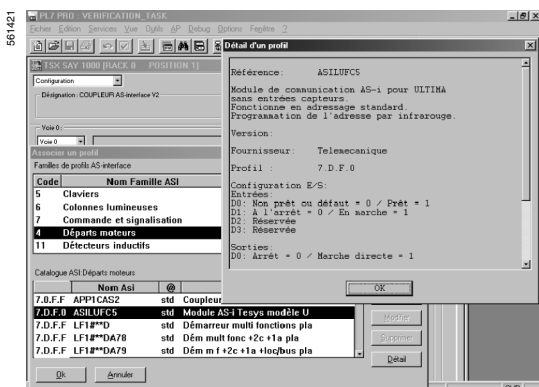 561421
PL7 PRO : VERIFICATION_TASK
Fichier Edition Services Vue Outils AP Debug Options Fenêtre ?
TSX SAY 1000 [RACK 0 POSITION 1]
Configuration
Désignation : COUPLEUR AS-interface V2
Voie 0 :
Voie 0
Associer un profil
Familles de profils AS-interface
Code Nom Famille ASI
5 Claviers
6 Colonnes lumineuses
7 Commande et signalisation
4 Départs moteurs
11 Détecteurs inductifs
Catalogue ASI:Départs moteurs
Nom Asi @
7.0.F.F APP1CAS2 std Coupleur
7.D.F.0 ASILUFC5 std Module AS-i Tesys modèle U
7.D.F.F LF1#**D std Démarreur multi fonctions pla
7.D.F.F LF1#**DA78 std Dém mult fonc +2c +1a pla
7.D.F.F LF1#**DA79 std Dém m f +2c +1a +loc/bus pla
Ok Annuler
Modifier
Supprimer
Détail
Détail d'un profil
Référence: ASILUFC5
Module de communication AS-i pour ULTIMA
sans entrées capteurs.
Fonctionne en adressage standard.
Programmation de l'adresse par infrarouge.
Version:
Fournisseur: Telemecanique
Profil : 7.D.F.0
Configuration E/S:
Entrées:
D0: Non prêt ou défaut = 0 / Prêt = 1
D1: A l'arrêt = 0 / En marche = 1
D2: Réservée
D3: Réservée
Sorties:
D0: Arrêt = 0 / Marche directe = 1
OK